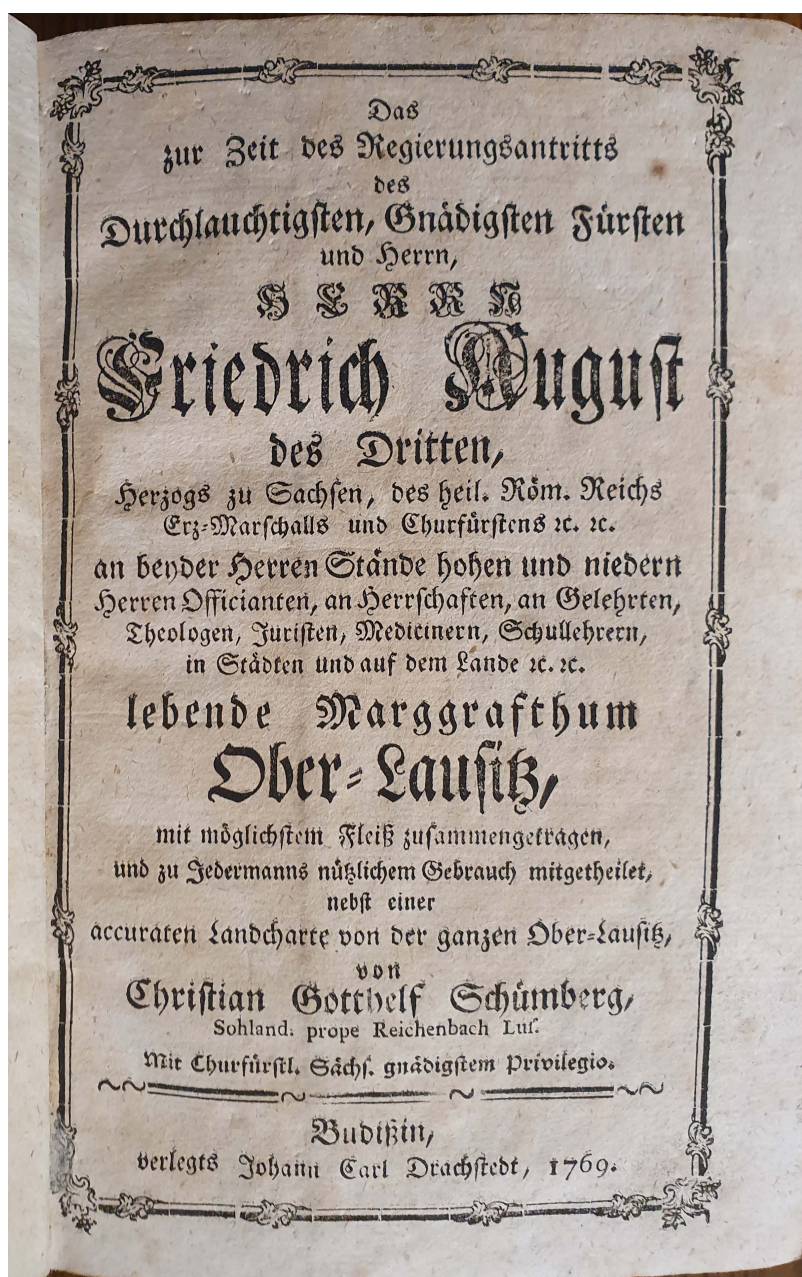 Das
zur Zeit des Regierungsantritts
des
Durchlauchtigsten, Gnädigsten Fürsten
und Herrn,
HERRN
Friedrich August
des Dritten,
Herzogs zu Sachsen, des heil. Röm. Reichs
Erz-Marschalls und Churfürstens ꝛc. ꝛc.
an beyder Herren Stände hohen und niedern
Herren Officianten, an Herrschaften, an Gelehrten,
Theologen, Juristen, Medicinern, Schullehrern,
in Städten und auf dem Lande ꝛc. ꝛc.
lebende Marggrafthum
Ober-Lausitz,
mit möglichstem Fleiß zusammengetragen,
und zu Jedermanns nützlichem Gebrauch mitgetheilet,
nebst einer
accuraten Landcharte von der ganzen Ober-Lausitz,
von
Christian Gotthelf Schümberg,
Sohland. prope Reichenbach Luſ.
Mit Churfürstl. Sächs. gnädigstem Privilegio.
Budißin,
verlegts Johann Carl Drachstedt, 1769.